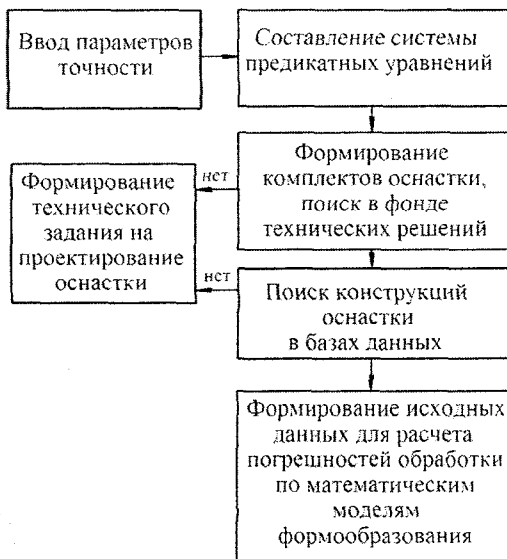 Ввод параметров
точности
Составление системы
предикатных уравнений
Формирование
комплектов оснастки,
поиск в фонде
технических решений
нет
Формирование
технического
задания на
проектирование
оснастки
нет
Поиск конструкций
оснастки
в базах данных
Формирование исходных
данных для расчета
погрешностей обработки
по математическим
моделям
формообразования